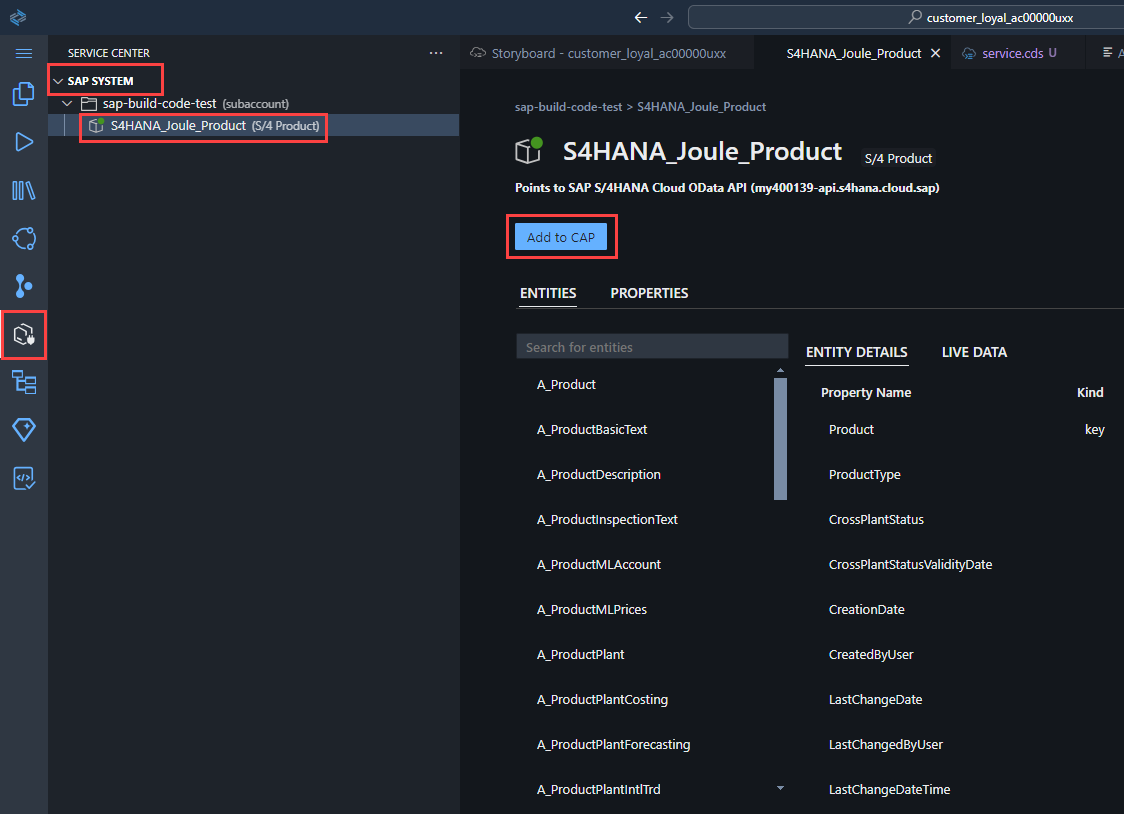 customer_loyal_ac00000uxx
SERVICE CENTER
SAP SYSTEM
sap-build-code-test (subaccount)
S4HANA_Joule_Product (S/4 Product)
Storyboard - customer_loyal_ac00000uxx
S4HANA_Joule_Product
service.cds U
A
sap-build-code-test > S4HANA_Joule_Product
S4HANA_Joule_Product S/4 Product
Points to SAP S/4HANA Cloud OData API (my400139-api.s4hana.cloud.sap)
Add to CAP
ENTITIES PROPERTIES
Search for entities
A_Product
A_ProductBasicText
A_ProductDescription
A_ProductInspectionText
A_ProductMLAccount
A_ProductMLPrices
A_ProductPlant
A_ProductPlantCosting
A_ProductPlantForecasting
A_ProductPlantIntlTrd
ENTITY DETAILS LIVE DATA
Property Name Kind
Product key
ProductType
CrossPlantStatus
CrossPlantStatusValidityDate
CreationDate
CreatedByUser
LastChangeDate
LastChangedByUser
LastChangeDateTime